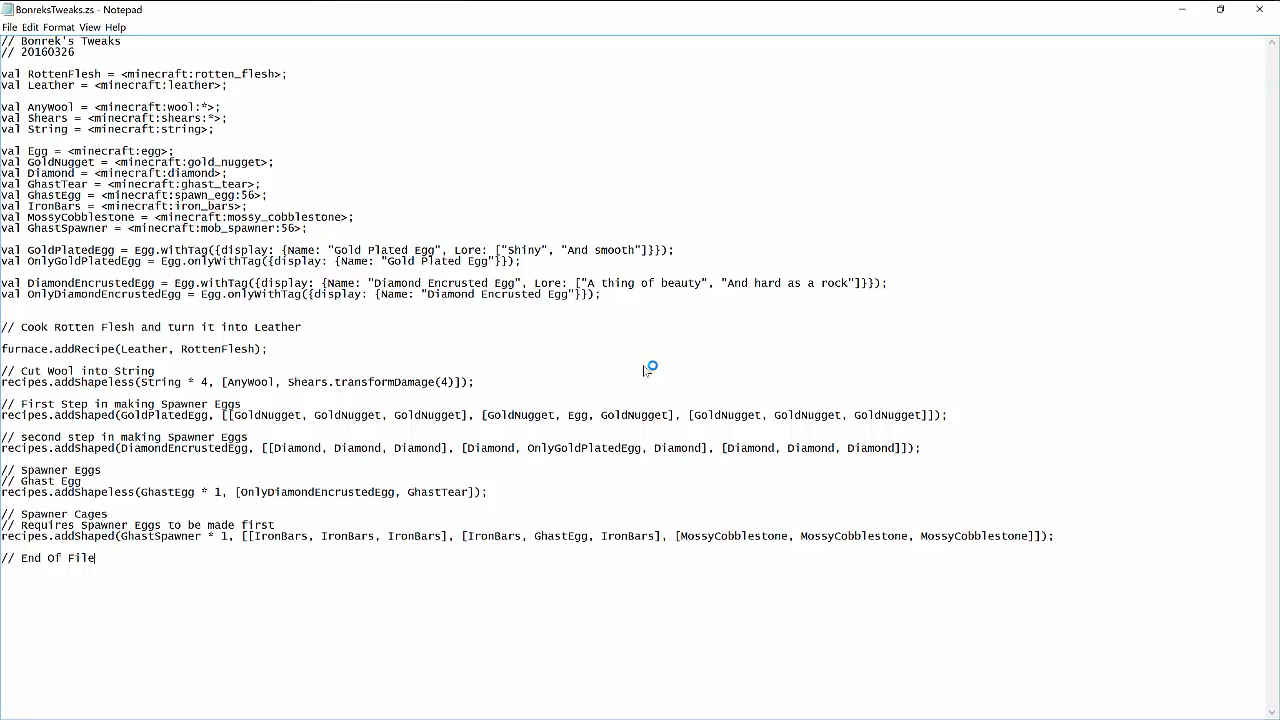 BonreksTweaks.zs - Notepad
File Edit Format View Help
// Bonrek's Tweaks
// 20160326
val RottenFlesh = <minecraft:rotten_flesh>;
val Leather = <minecraft:leather>;
val AnyWool = <minecraft:wool:*>;
val Shears = <minecraft:shears:*>;
val String = <minecraft:string>;
val Egg = <minecraft:egg>;
val GoldNugget = <minecraft:gold_nugget>;
val Diamond = <minecraft:diamond>;
val GhastTear = <minecraft:ghast_tear>;
val GhastEgg = <minecraft:spawn_egg:56>;
val IronBars = <minecraft:iron_bars>;
val MossyCobblestone = <minecraft:mossy_cobblestone>;
val GhastSpawner = <minecraft:mob_spawner:56>;
val GoldPlatedEgg = Egg.withTag({display: {Name: "Gold Plated Egg", Lore: ["Shiny", "And smooth"]}});
val OnlyGoldPlatedEgg = Egg.onlyWithTag({display: {Name: "Gold Plated Egg"}});
val DiamondEncrustedEgg = Egg.withTag({display: {Name: "Diamond Encrusted Egg", Lore: ["A thing of beauty", "And hard as a rock"]}});
val OnlyDiamondEncrustedEgg = Egg.onlyWithTag({display: {Name: "Diamond Encrusted Egg"}});
// Cook Rotten Flesh and turn it into Leather
furnace.addRecipe(Leather, RottenFlesh);
// Cut Wool into String
recipes.addShapeless(String * 4, [AnyWool, Shears.transformDamage(4)]);
// First Step in making Spawner Eggs
recipes.addShaped(GoldPlatedEgg, [[GoldNugget, GoldNugget, GoldNugget], [GoldNugget, Egg, GoldNugget], [GoldNugget, GoldNugget, GoldNugget]]);
// second step in making Spawner Eggs
recipes.addShaped(DiamondEncrustedEgg, [[Diamond, Diamond, Diamond], [Diamond, OnlyGoldPlatedEgg, Diamond], [Diamond, Diamond, Diamond]]);
// Spawner Eggs
// Ghast Egg
recipes.addShapeless(GhastEgg * 1, [OnlyDiamondEncrustedEgg, GhastTear]);
// Spawner Cages
// Requires Spawner Eggs to be made first
recipes.addShaped(GhastSpawner * 1, [[IronBars, IronBars, IronBars], [IronBars, GhastEgg, IronBars], [MossyCobblestone, MossyCobblestone, MossyCobblestone]]);
// End Of File